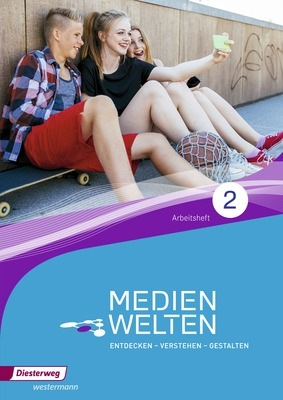 Arbeitsheft 2
MEDIEN
WELTEN
ENTDECKEN – VERSTEHEN – GESTALTEN
Diesterweg
westermann